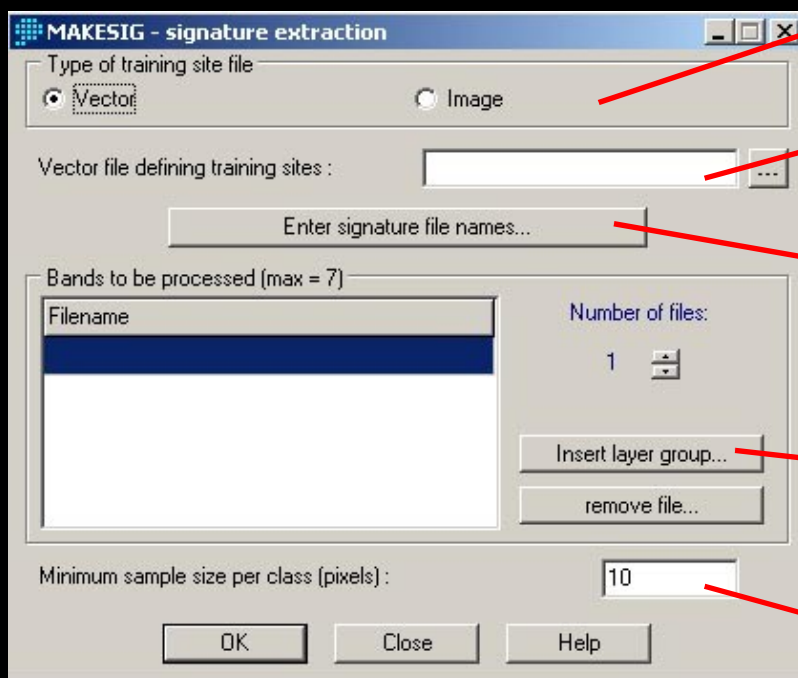 MAKESIG - signature extraction
Type of training site file
Vector
Image
Vector file defining training sites :
...
Enter signature file names...
Bands to be processed (max = 7)
Filename
Number of files:
1
Insert layer group...
remove file...
Minimum sample size per class (pixels) :
10
OK
Close
Help